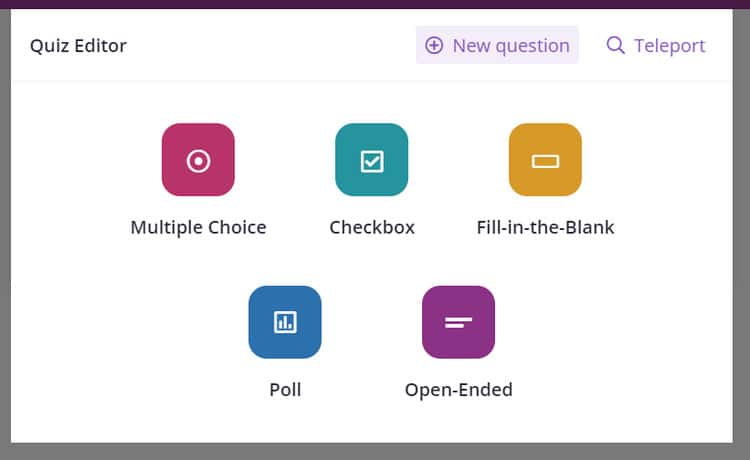 Quiz Editor
New question
Teleport
Multiple Choice
Checkbox
Fill-in-the-Blank
Poll
Open-Ended